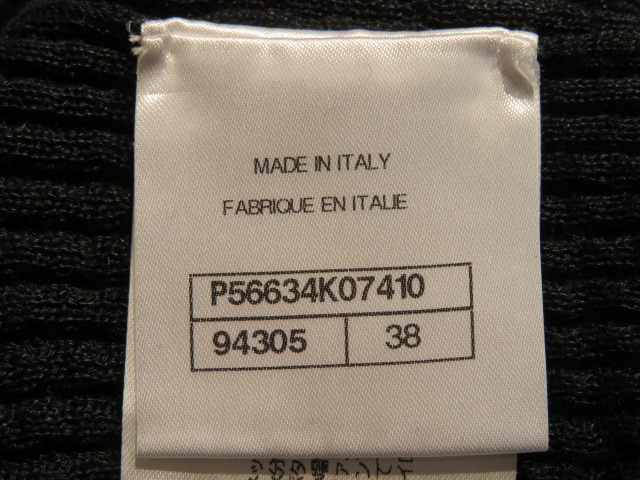 MADE IN ITALY
FABRIQUE EN ITALIE
P56634K07410
94305 38